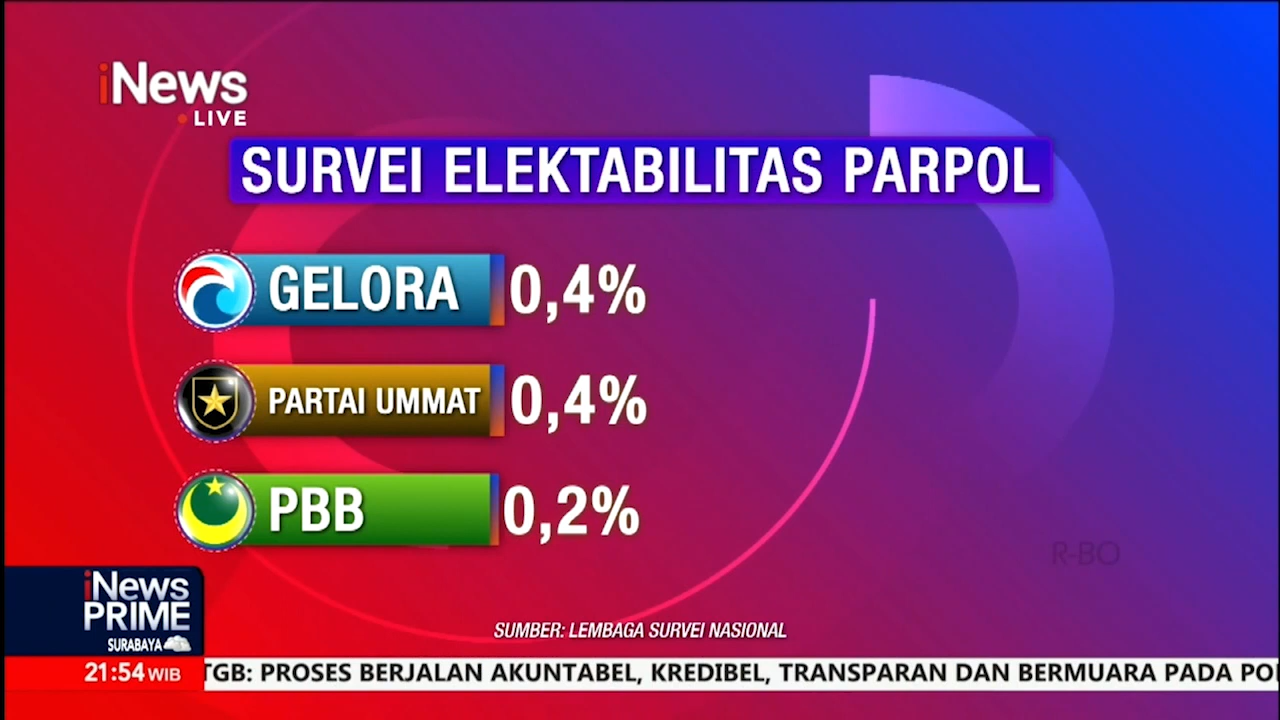 iNews
LIVE
SURVEI ELEKTABILITAS PARPOL
GELORA 0,4%
PARTAI UMMAT 0,4%
PBB 0,2%
R-BO
iNews
PRIME
SURABAYA
SUMBER: LEMBAGA SURVEI NASIONAL
21:54 WIB TGB: PROSES BERJALAN AKUNTABEL, KREDIBEL, TRANSPARAN DAN BERMUARA PADA